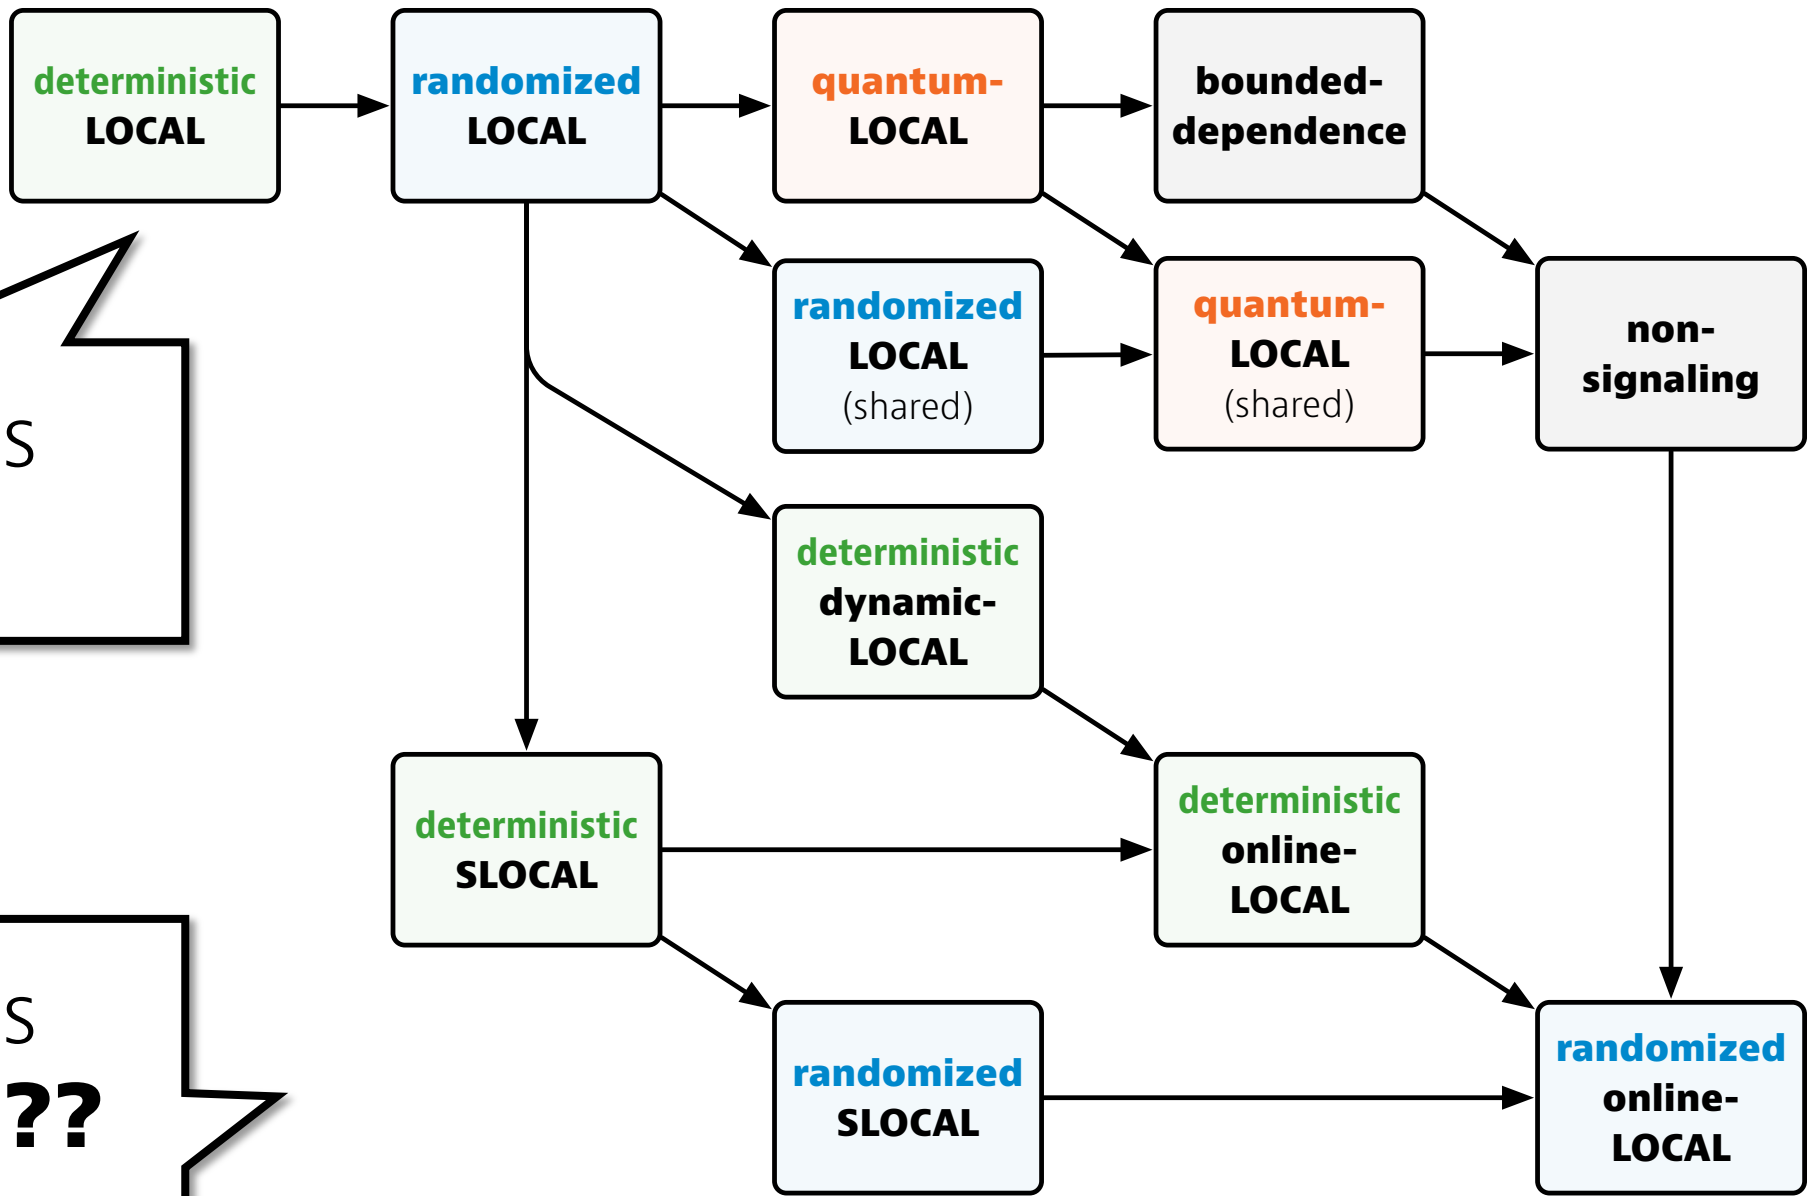 deterministic
LOCAL
randomized
LOCAL
quantum-
LOCAL
bounded-
dependence
randomized
LOCAL
(shared)
quantum-
LOCAL
(shared)
non-
signaling
s
deterministic
dynamic-
LOCAL
deterministic
SLOCAL
deterministic
online-
LOCAL
s
??
randomized
SLOCAL
randomized
online-
LOCAL